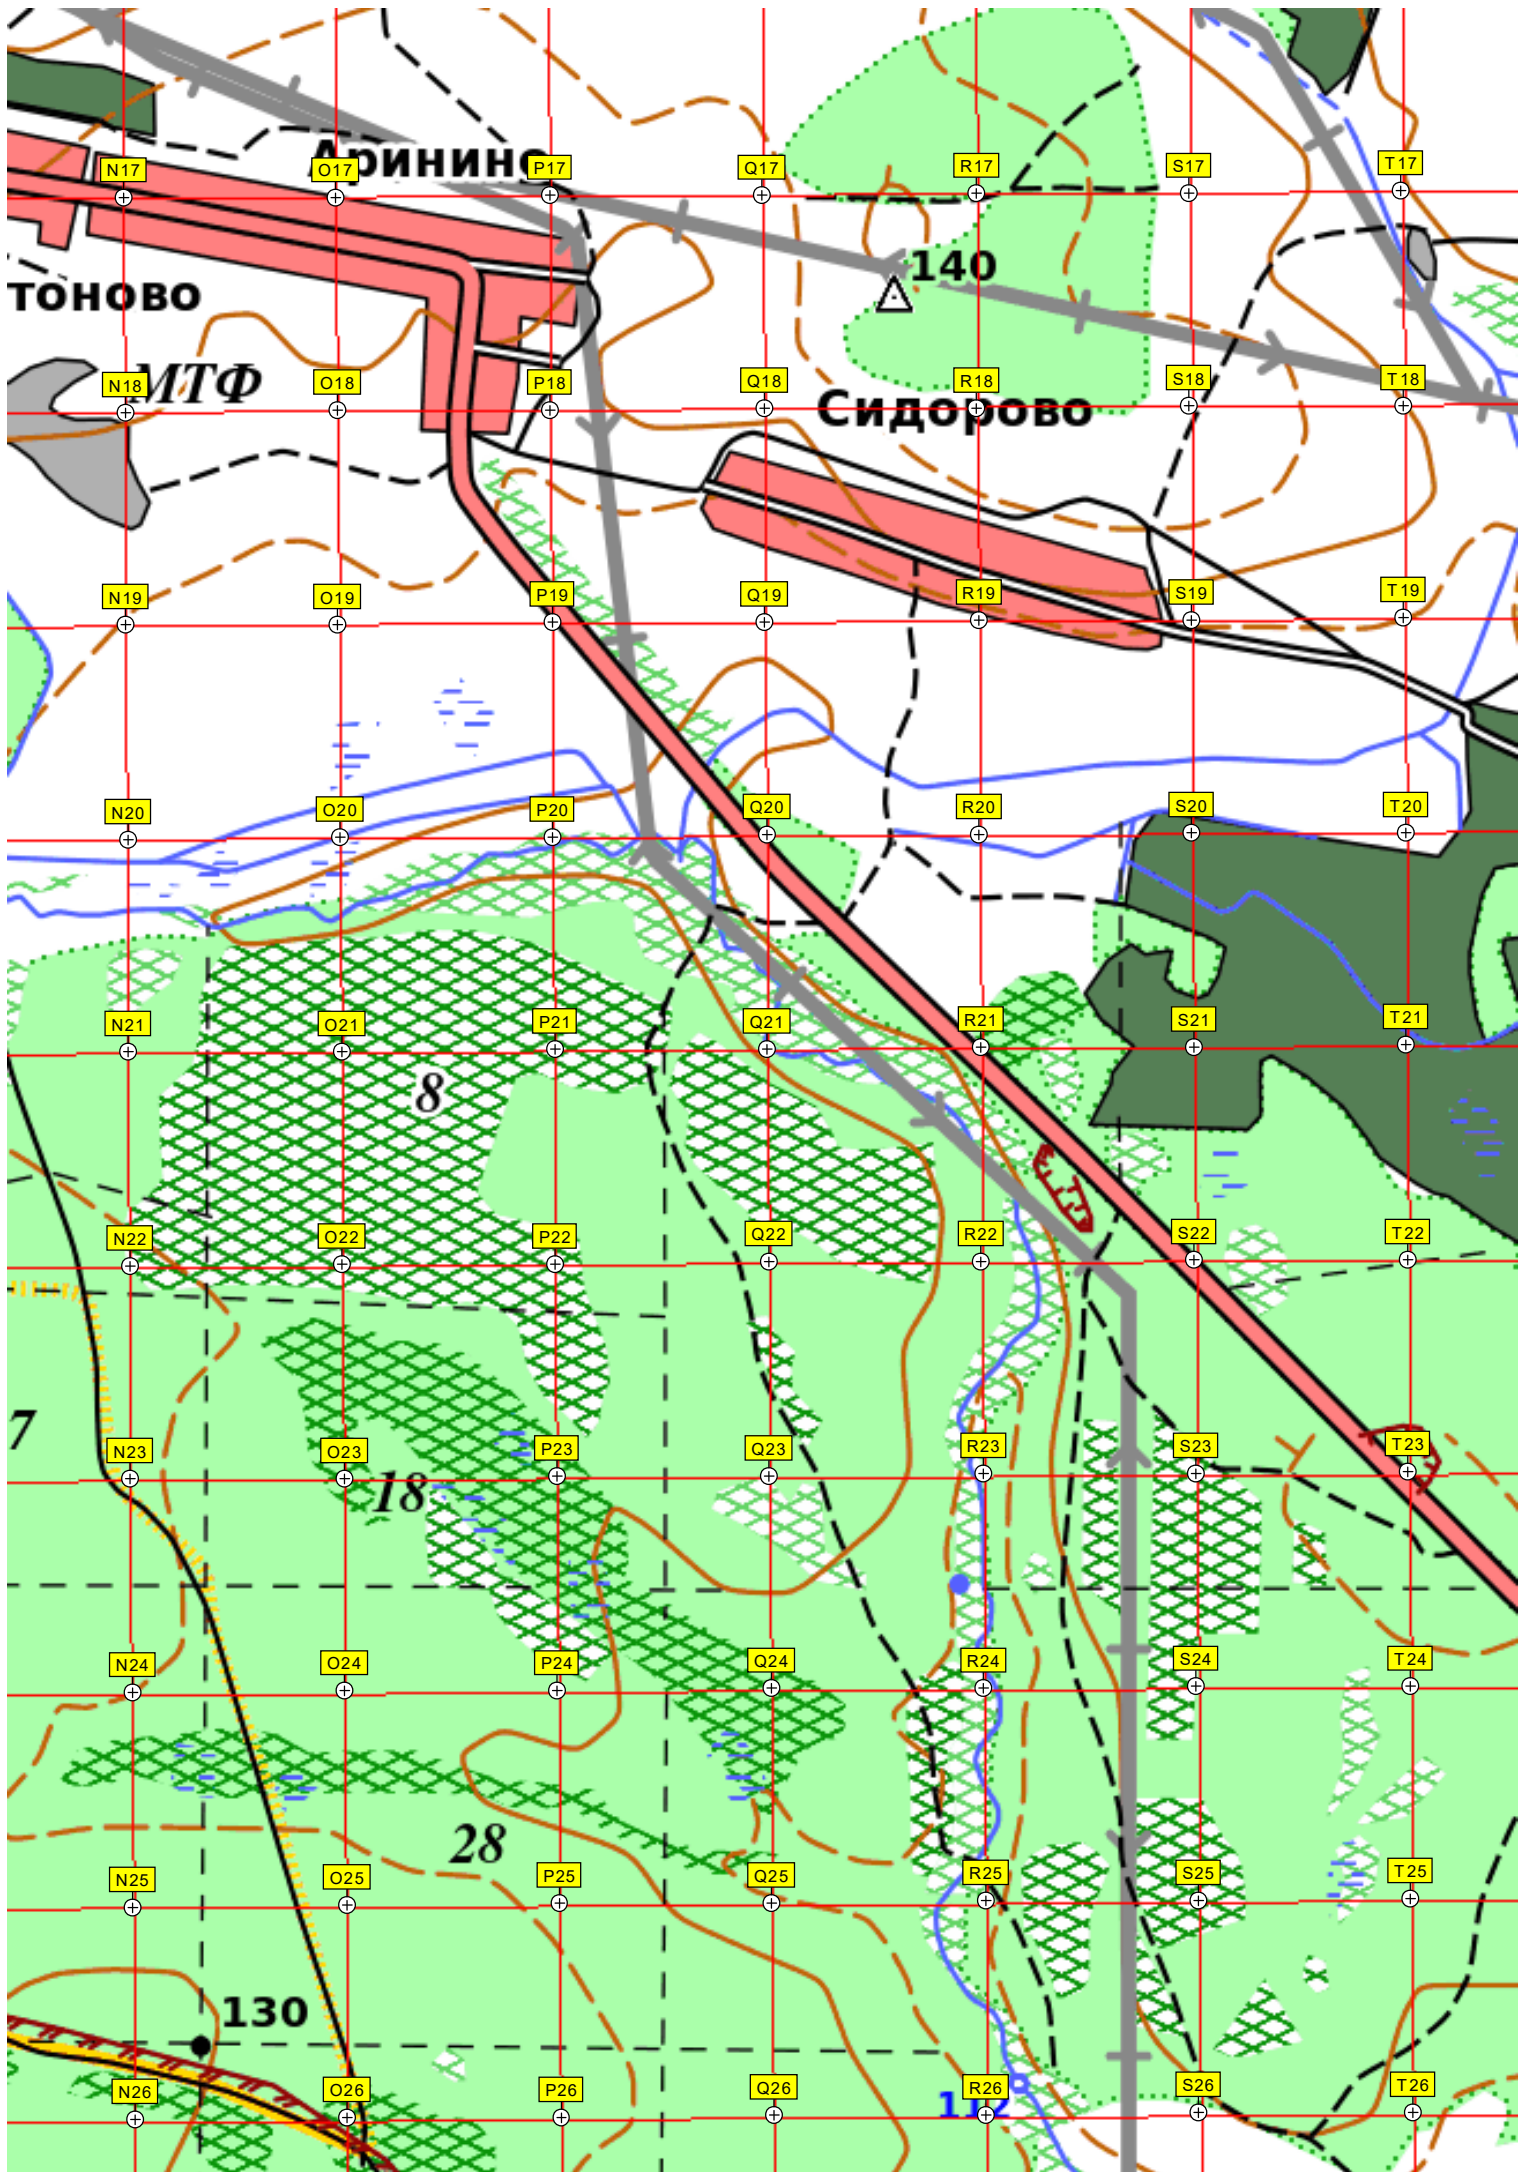 Аринино
N17 O17 P17 Q17 R17 S17 T17
140
тоново
МТФ
N18 O18 P18 Q18 R18 S18 T18
Сидорово
N19 O19 P19 Q19 R19 S19 T19
N20 O20 P20 Q20 R20 S20 T20
N21 O21 P21 Q21 R21 S21 T21
8
N22 O22 P22 Q22 R22 S22 T22
7
N23 O23 P23 Q23 R23 S23 T23
18
N24 O24 P24 Q24 R24 S24 T24
28
N25 O25 P25 Q25 R25 S25 T25
130
N26 O26 P26 Q26 R26 S26 T26
112